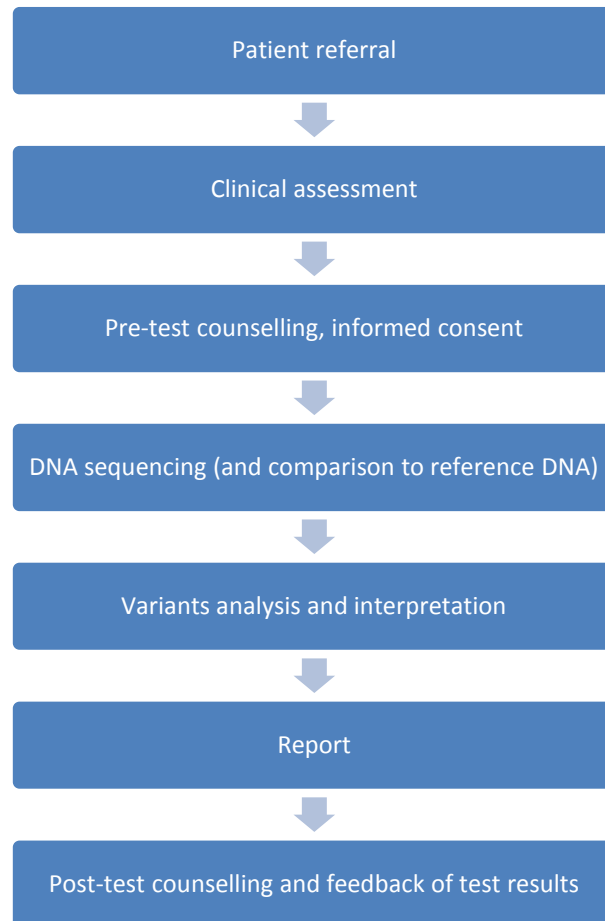 Patient referral
Clinical assessment
Pre-test counselling, informed consent
DNA sequencing (and comparison to reference DNA)
Variants analysis and interpretation
Report
Post-test counselling and feedback of test results